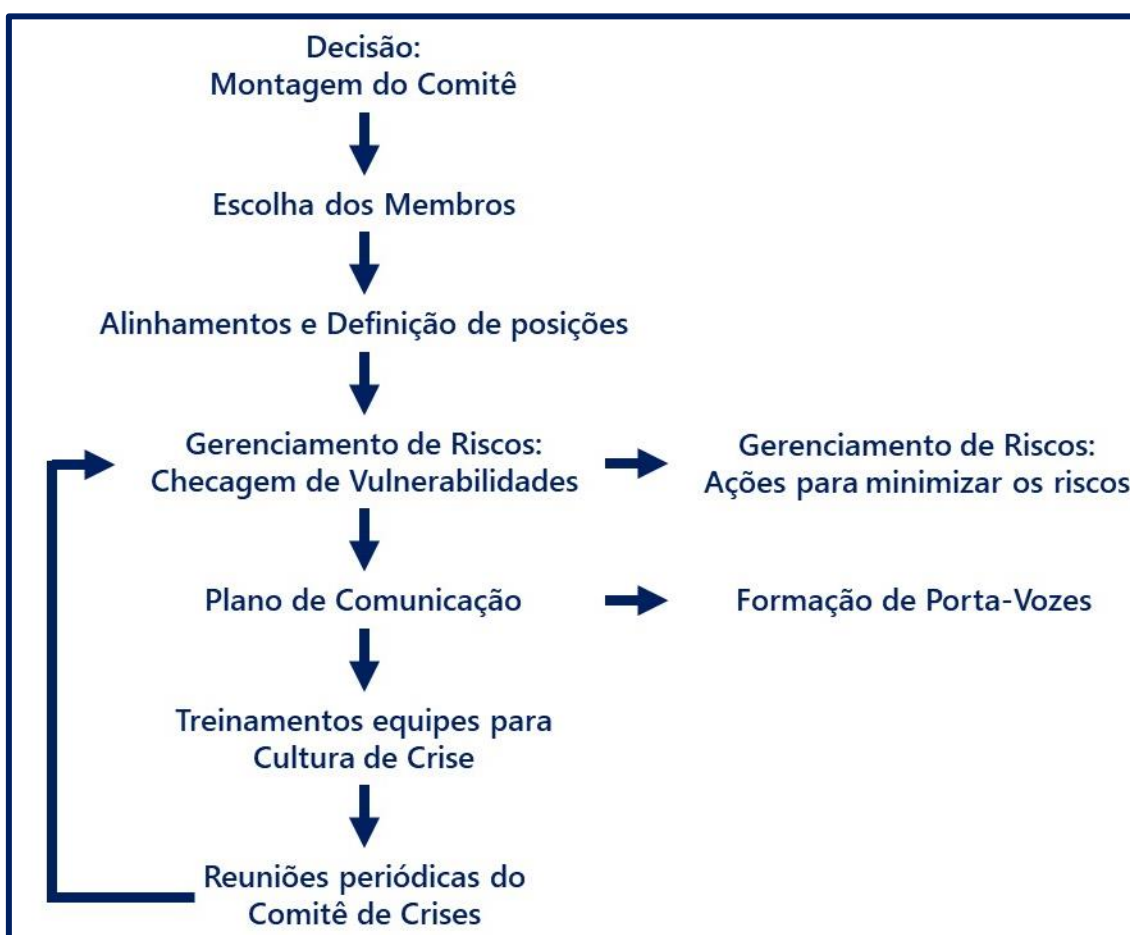 Decisão:
Montagem do Comitê
Escolha dos Membros
Alinhamentos e Definição de posições
Gerenciamento de Riscos:
Checagem de Vulnerabilidades
Gerenciamento de Riscos:
Ações para minimizar os riscos
Plano de Comunicação
Formação de Porta-Vozes
Treinamentos equipes para
Cultura de Crise
Reuniões periódicas do
Comitê de Crises